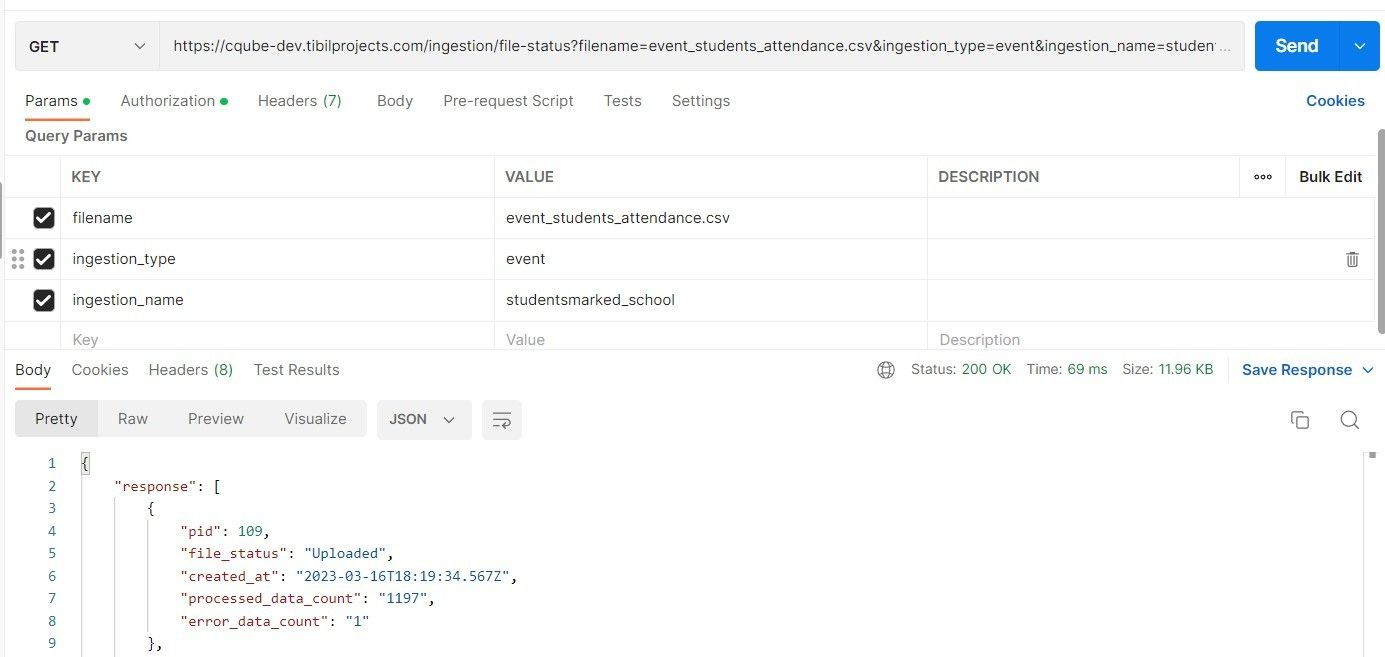 GET https://cqube-dev.tibilprojects.com/ingestion/file-status?filename=event_students_attendance.csv&ingestion_type=event&ingestion_name=studen ... Send
Params Authorization Headers (7) Body Pre-request Script Tests Settings Cookies
Query Params
KEY VALUE DESCRIPTION Bulk Edit
filename event_students_attendance.csv
ingestion_type event
ingestion_name studentsmarked_school
Key Value Description
Body Cookies Headers (8) Test Results Status: 200 OK Time: 69 ms Size: 11.96 KB Save Response
Pretty Raw Preview Visualize JSON
1 {
2 "response": [
3 {
4 "pid": 109,
5 "file_status": "Uploaded",
6 "created_at": "2023-03-16T18:19:34.567Z",
7 "processed_data_count": "1197",
8 "error_data_count": "1"
9 },